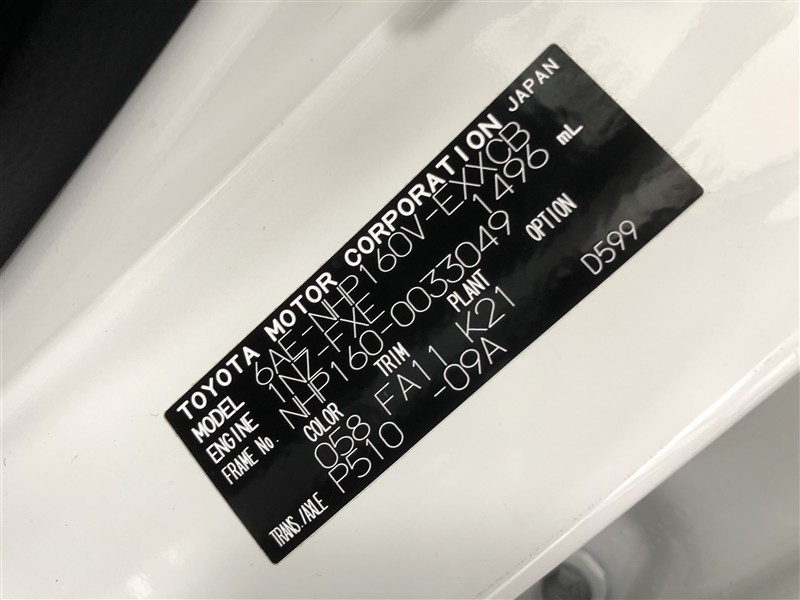 TOYOTA MOTOR CORPORATION JAPAN
MODEL 6AE-NHP160V-EXXCB
ENGINE 1NZ-FXE 1496 mL
FRAME No. NHP160-0033049
COLOR TRIM PLANT OPTION
058 FA11 K21
TRANS./AXLE P510 -09A D599